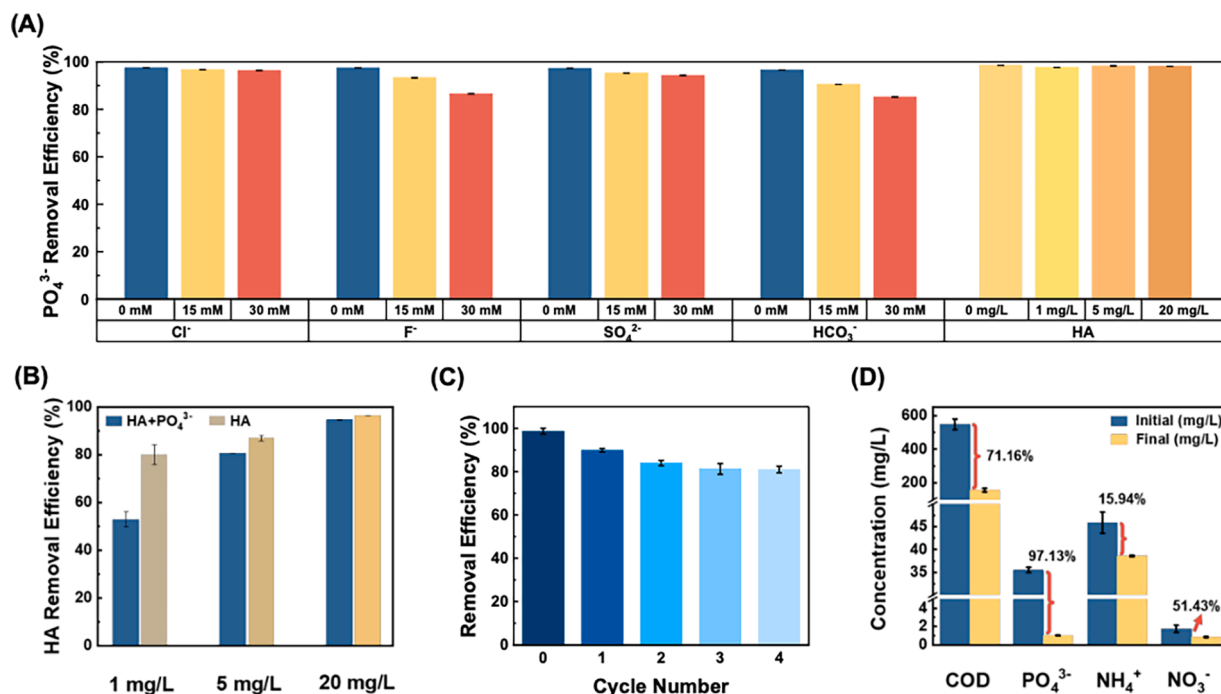 (A)
PO₄³⁻ Removal Efficiency (%)
100
80
60
40
20
0
0 mM 15 mM 30 mM 0 mM 15 mM 30 mM 0 mM 15 mM 30 mM 0 mM 15 mM 30 mM 0 mg/L 1 mg/L 5 mg/L 20 mg/L
Cl⁻ F⁻ SO₄²⁻ HCO₃⁻ HA
(B)
HA Removal Efficiency (%)
HA+PO₄³⁻ HA
100
80
60
40
20
0
1 mg/L 5 mg/L 20 mg/L
(C)
Removal Efficiency (%)
100
80
60
40
80
0
0 1 2 3 4
Cycle Number
(D)
Concentration (mg/L)
Initial (mg/L)
Final (mg/L)
600
400
200
45
35
4
2
0
71.16%
97.13%
15.94%
51.43%
COD PO₄³⁻ NH₄⁺ NO₃⁻